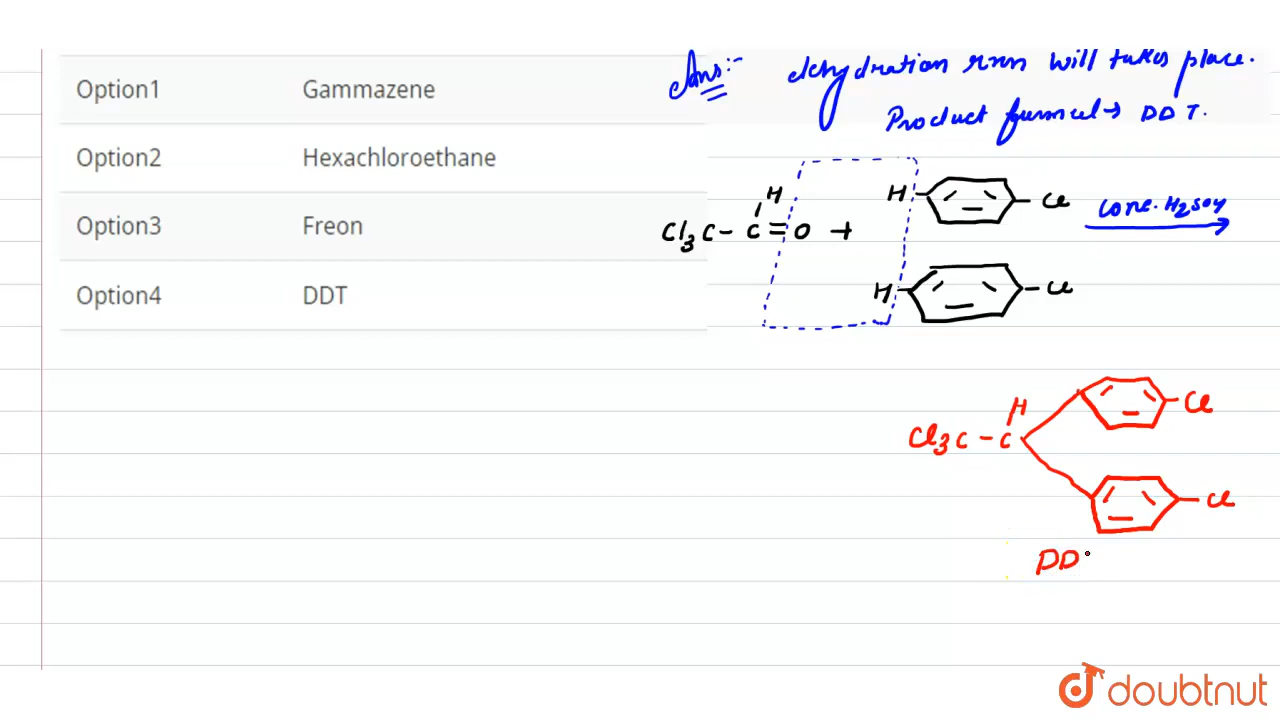 Ans:- dehydration rxn will takes place.
Product formed → DDT.
Option1 Gammazene
Option2 Hexachloroethane
Option3 Freon
Option4 DDT
H
Cl3C-C=O + H Cl conc. H2SO4
H Cl
H
Cl3C-C Cl
Cl
DD
doubtnut